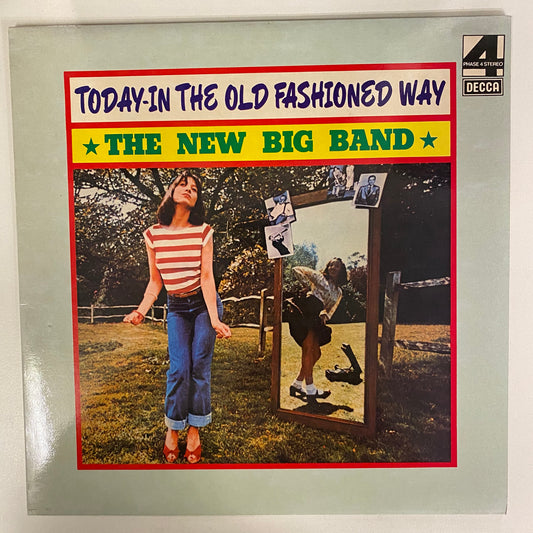 4
PHASE 4 STEREO
DECCA
TODAY-IN THE OLD FASHIONED WAY
★ THE NEW BIG BAND ★